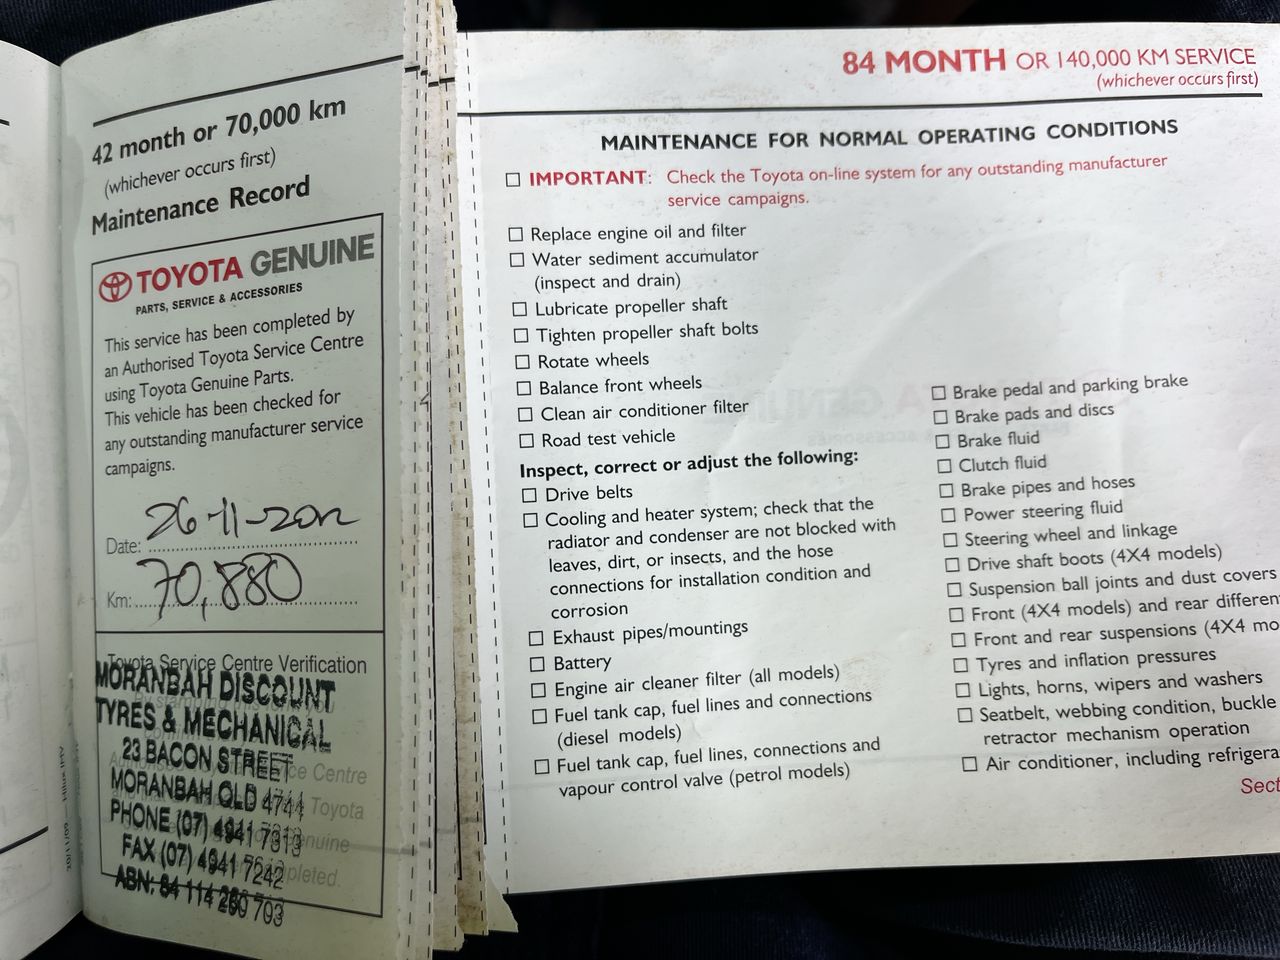 42 month or 70,000 km
(whichever occurs first)
Maintenance Record
TOYOTA GENUINE
PARTS, SERVICE & ACCESSORIES
This service has been completed by
an Authorised Toyota Service Centre
using Toyota Genuine Parts.
This vehicle has been checked for
any outstanding manufacturer service
campaigns.
Date: 26-11-2012
Km: 70,880
Toyota Service Centre Verification
MORANBAH DISCOUNT
TYRES & MECHANICAL
23 BACON STREET
MORANBAH QLD 4744
PHONE (07) 4941 7313
FAX (07) 4941 7242
ABN: 84 114 280 703
84 MONTH OR 140,000 KM SERVICE
(whichever occurs first)
MAINTENANCE FOR NORMAL OPERATING CONDITIONS
IMPORTANT: Check the Toyota on-line system for any outstanding manufacturer
service campaigns.
Replace engine oil and filter
Water sediment accumulator
(inspect and drain)
Lubricate propeller shaft
Tighten propeller shaft bolts
Rotate wheels
Balance front wheels
Clean air conditioner filter
Road test vehicle
Inspect, correct or adjust the following:
Drive belts
Cooling and heater system; check that the
radiator and condenser are not blocked with
leaves, dirt, or insects, and the hose
connections for installation condition and
corrosion
Exhaust pipes/mountings
Battery
Engine air cleaner filter (all models)
Fuel tank cap, fuel lines and connections
(diesel models)
Fuel tank cap, fuel lines, connections and
vapour control valve (petrol models)
Brake pedal and parking brake
Brake pads and discs
Brake fluid
Clutch fluid
Brake pipes and hoses
Power steering fluid
Steering wheel and linkage
Drive shaft boots (4X4 models)
Suspension ball joints and dust covers
Front (4X4 models) and rear differen
Front and rear suspensions (4X4 mo
Tyres and inflation pressures
Lights, horns, wipers and washers
Seatbelt, webbing condition, buckle
retractor mechanism operation
Air conditioner, including refrigera
Sect